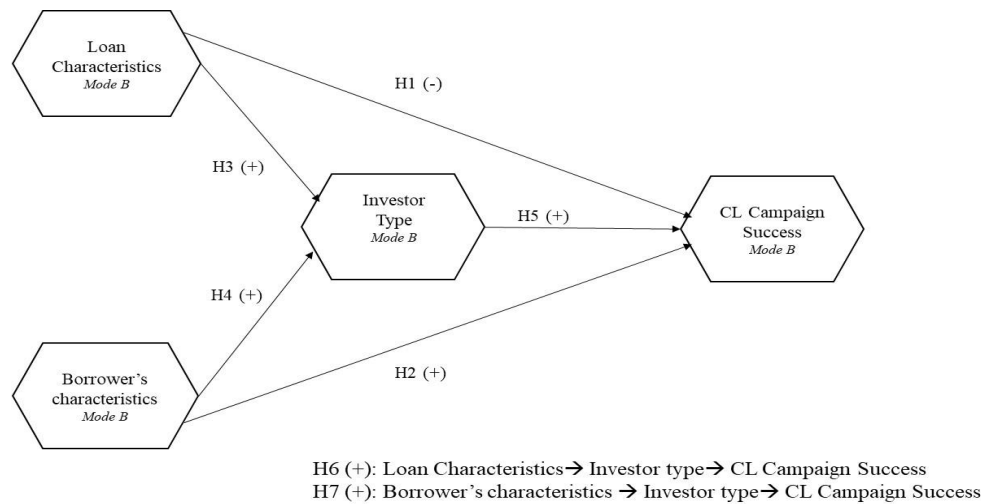 Loan
Characteristics
Mode B
H1 (-)
H3 (+)
Investor
Type
Mode B
H5 (+)
CL Campaign
Success
Mode B
H4 (+)
Borrower’s
characteristics
Mode B
H2 (+)
H6 (+): Loan Characteristics→ Investor type→ CL Campaign Success
H7 (+): Borrower’s characteristics → Investor type→ CL Campaign Success